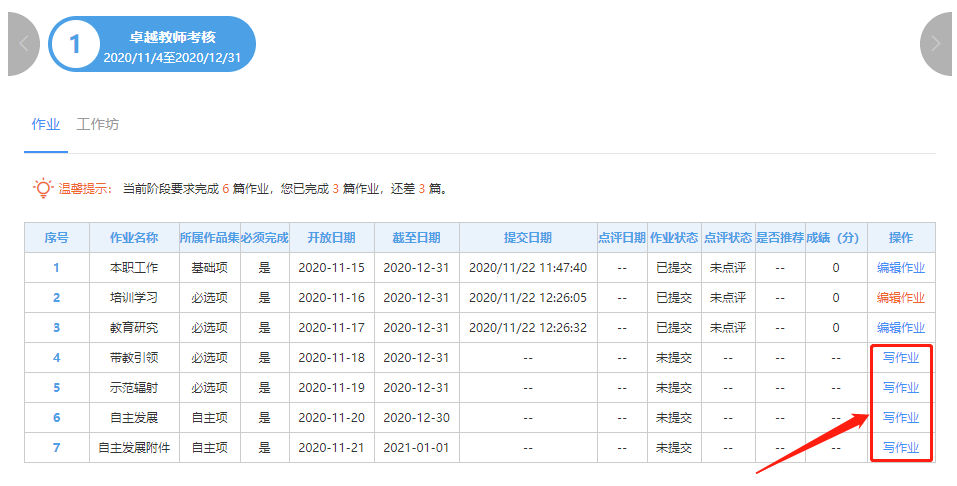 1
卓越教师考核
2020/11/4至2020/12/31
作业 工作坊
温馨提示： 当前阶段要求完成 6 篇作业，您已完成 3 篇作业，还差 3 篇。
序号 作业名称 所属作品集 必须完成 开放日期 截至日期 提交日期 点评日期 作业状态 点评状态 是否推荐 成绩（分） 操作
1 本职工作 基础项 是 2020-11-15 2020-12-31 2020/11/22 11:47:40 -- 已提交 未点评 -- 0 编辑作业
2 培训学习 必选项 是 2020-11-16 2020-12-31 2020/11/22 12:26:05 -- 已提交 未点评 -- 0 编辑作业
3 教育研究 必选项 是 2020-11-17 2020-12-31 2020/11/22 12:26:32 -- 已提交 未点评 -- 0 编辑作业
4 带教引领 必选项 是 2020-11-18 2020-12-31 -- -- 未提交 -- -- -- 写作业
5 示范辐射 必选项 是 2020-11-19 2020-12-31 -- -- 未提交 -- -- -- 写作业
6 自主发展 自主项 是 2020-11-20 2020-12-30 -- -- 未提交 -- -- -- 写作业
7 自主发展附件 自主项 是 2020-11-21 2021-01-01 -- -- 未提交 -- -- -- 写作业